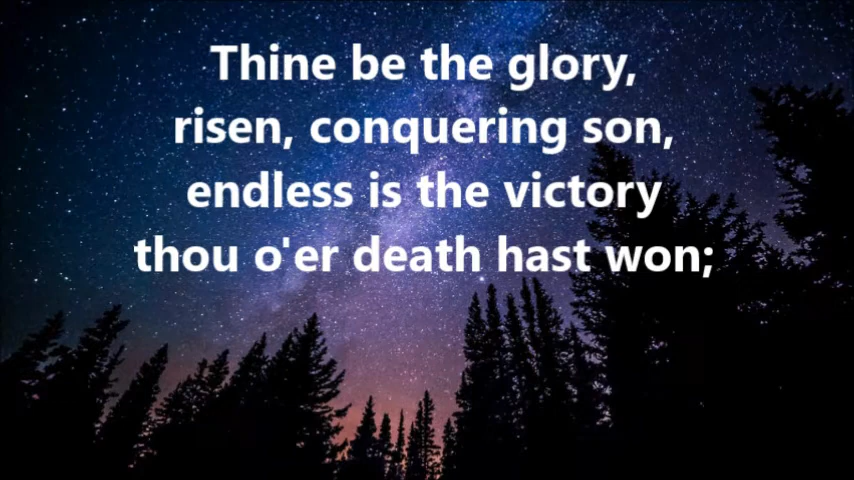 Thine be the glory,
risen, conquering son,
endless is the victory
thou o'er death hast won;